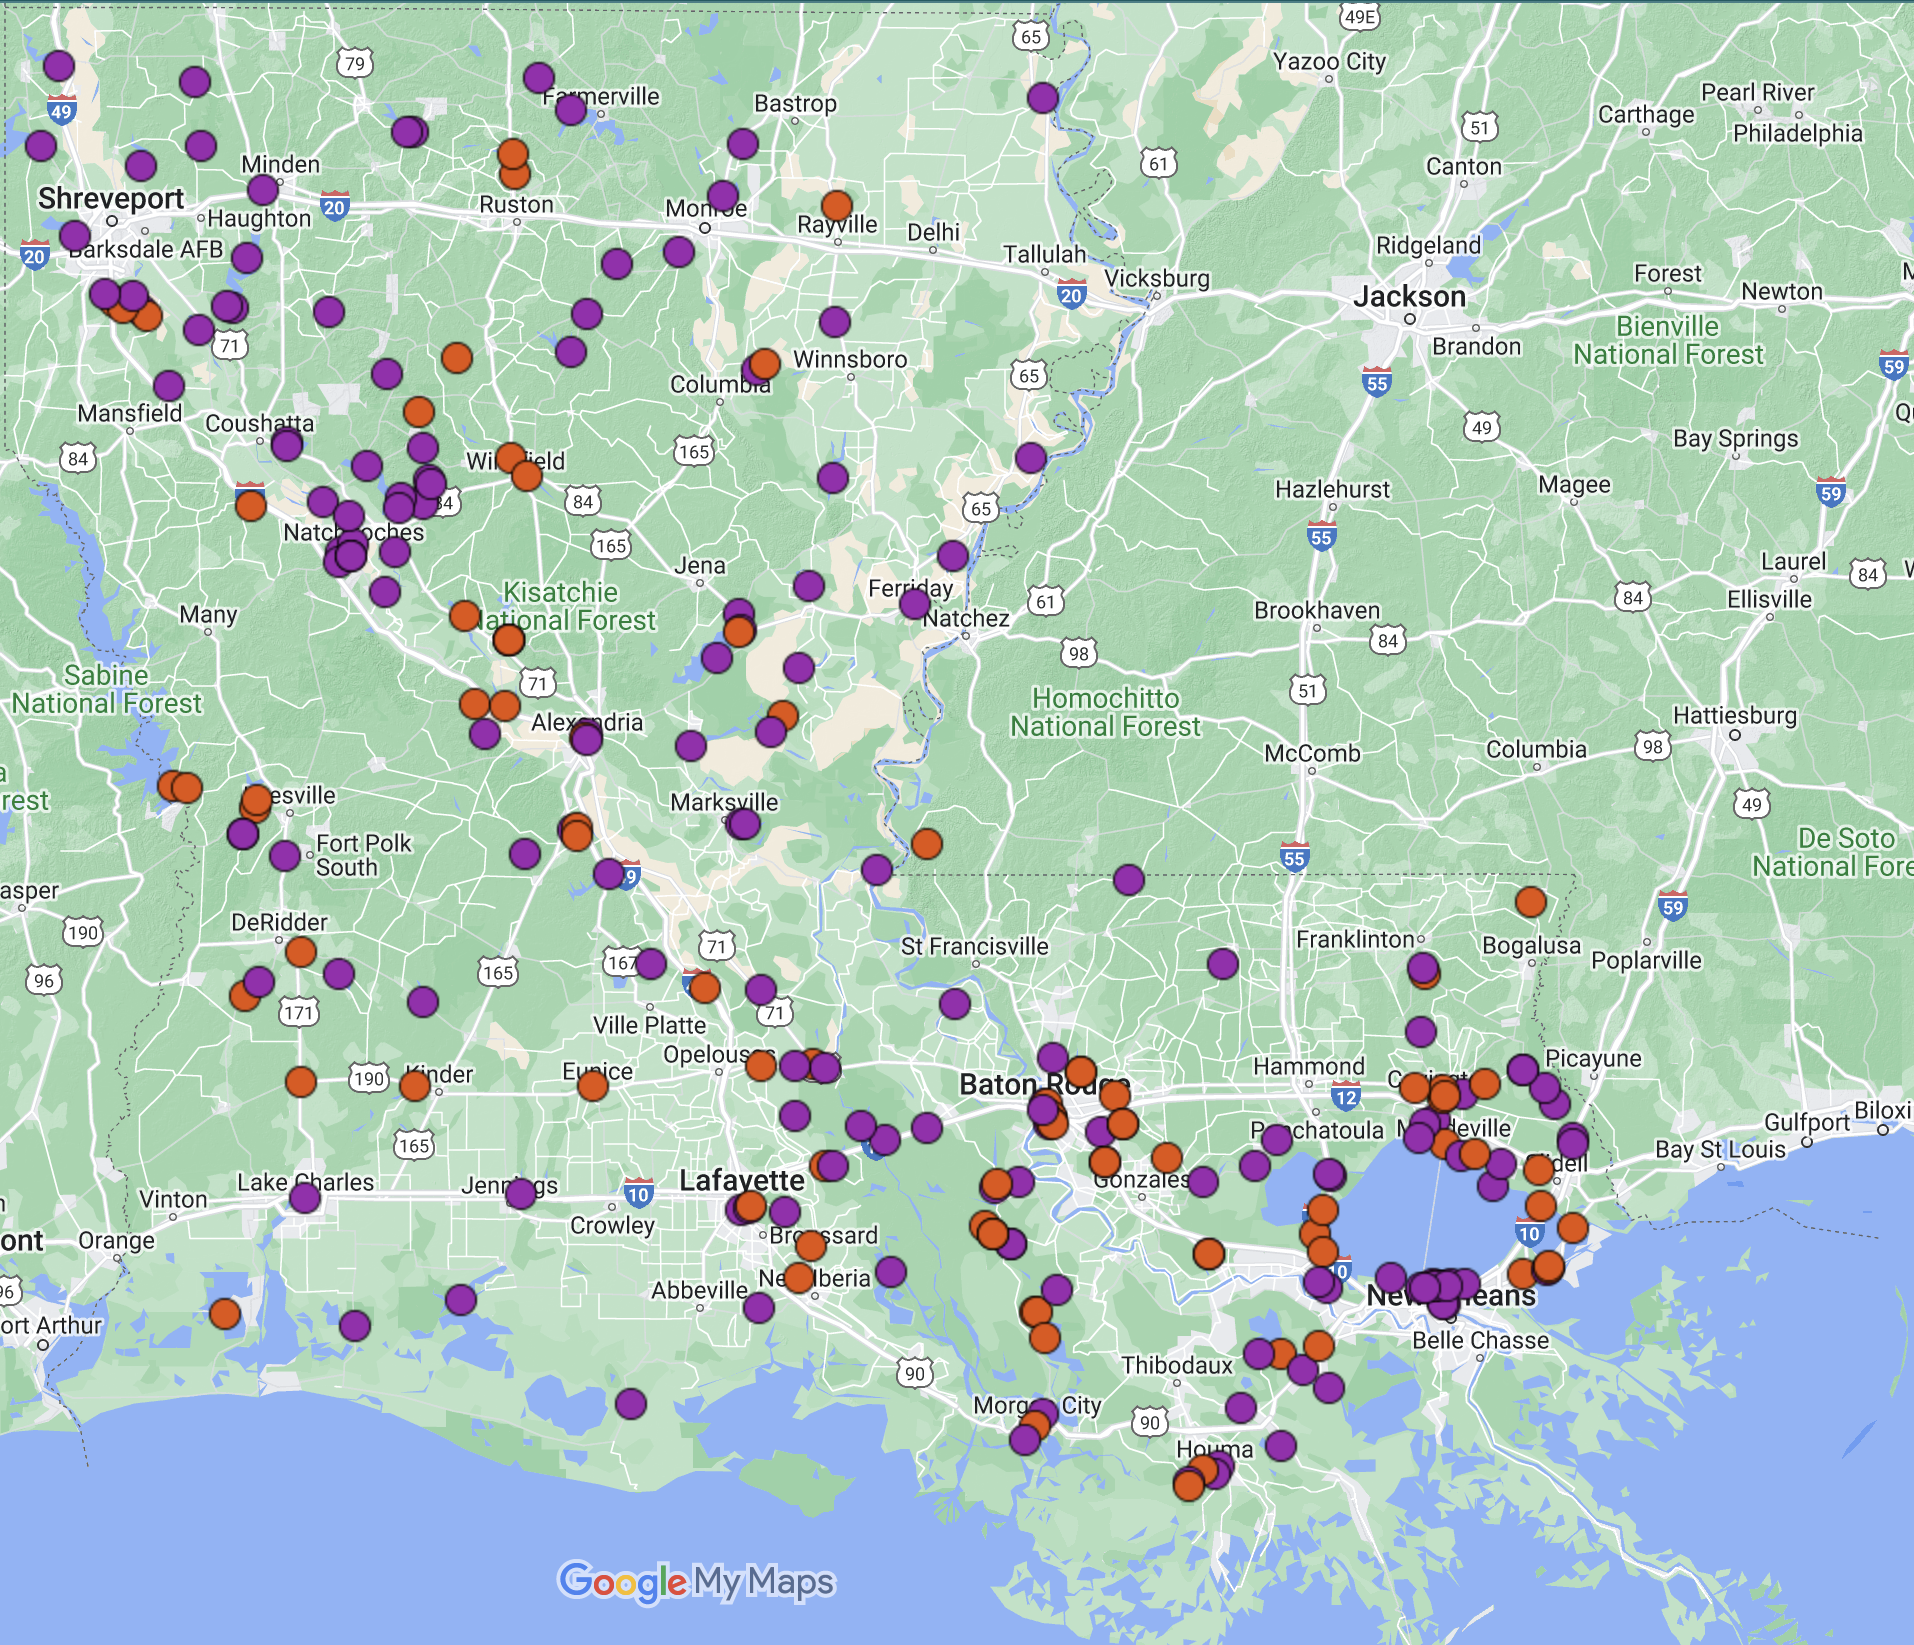 49E
65
Yazoo City
79
Pearl River
Farmerville
Bastrop
49
Carthage
51
Philadelphia
Minden
61
Canton
Shreveport
20
Ruston
Monroe
Haughton
Rayville
Delhi
Barksdale AFB
20
Tallulah
Ridgeland
Vicksburg
Forest
20
Jackson
Newton
Bienville
National Forest
71
Brandon
Winnsboro
59
65
Columbia
55
Mansfield
Coushatta
49
Bay Springs
84
165
Winnfield
Hazlehurst
Magee
59
84
84
65
Natchitoches
55
165
Laurel
Jena
84
Kisatchie
National Forest
Ferriday
61
84
Ellisville
Many
Natchez
Brookhaven
84
98
Sabine
National Forest
71
51
Homochitto
National Forest
Alexandria
Hattiesburg
McComb
Columbia
98
a
rest
Leesville
Marksville
49
Fort Polk
South
De Soto
National Fore
55
asper
59
DeRidder
190
71
St Francisville
Franklinton
Bogalusa
Poplarville
167
165
96
171
71
Ville Platte
Opelousas
Picayune
190
Kinder
Eunice
Hammond
Baton Rouge
Covington
12
Gulfport
Biloxi
165
Ponchatoula
Mandeville
Bay St Louis
Slidell
Lafayette
Lake Charles
Jennings
Gonzales
Vinton
10
Crowley
Broussard
10
ont
Orange
10
New Iberia
Abbeville
96
New Orleans
ort Arthur
Belle Chasse
Thibodaux
90
Morgan City
90
Houma
Google My Maps